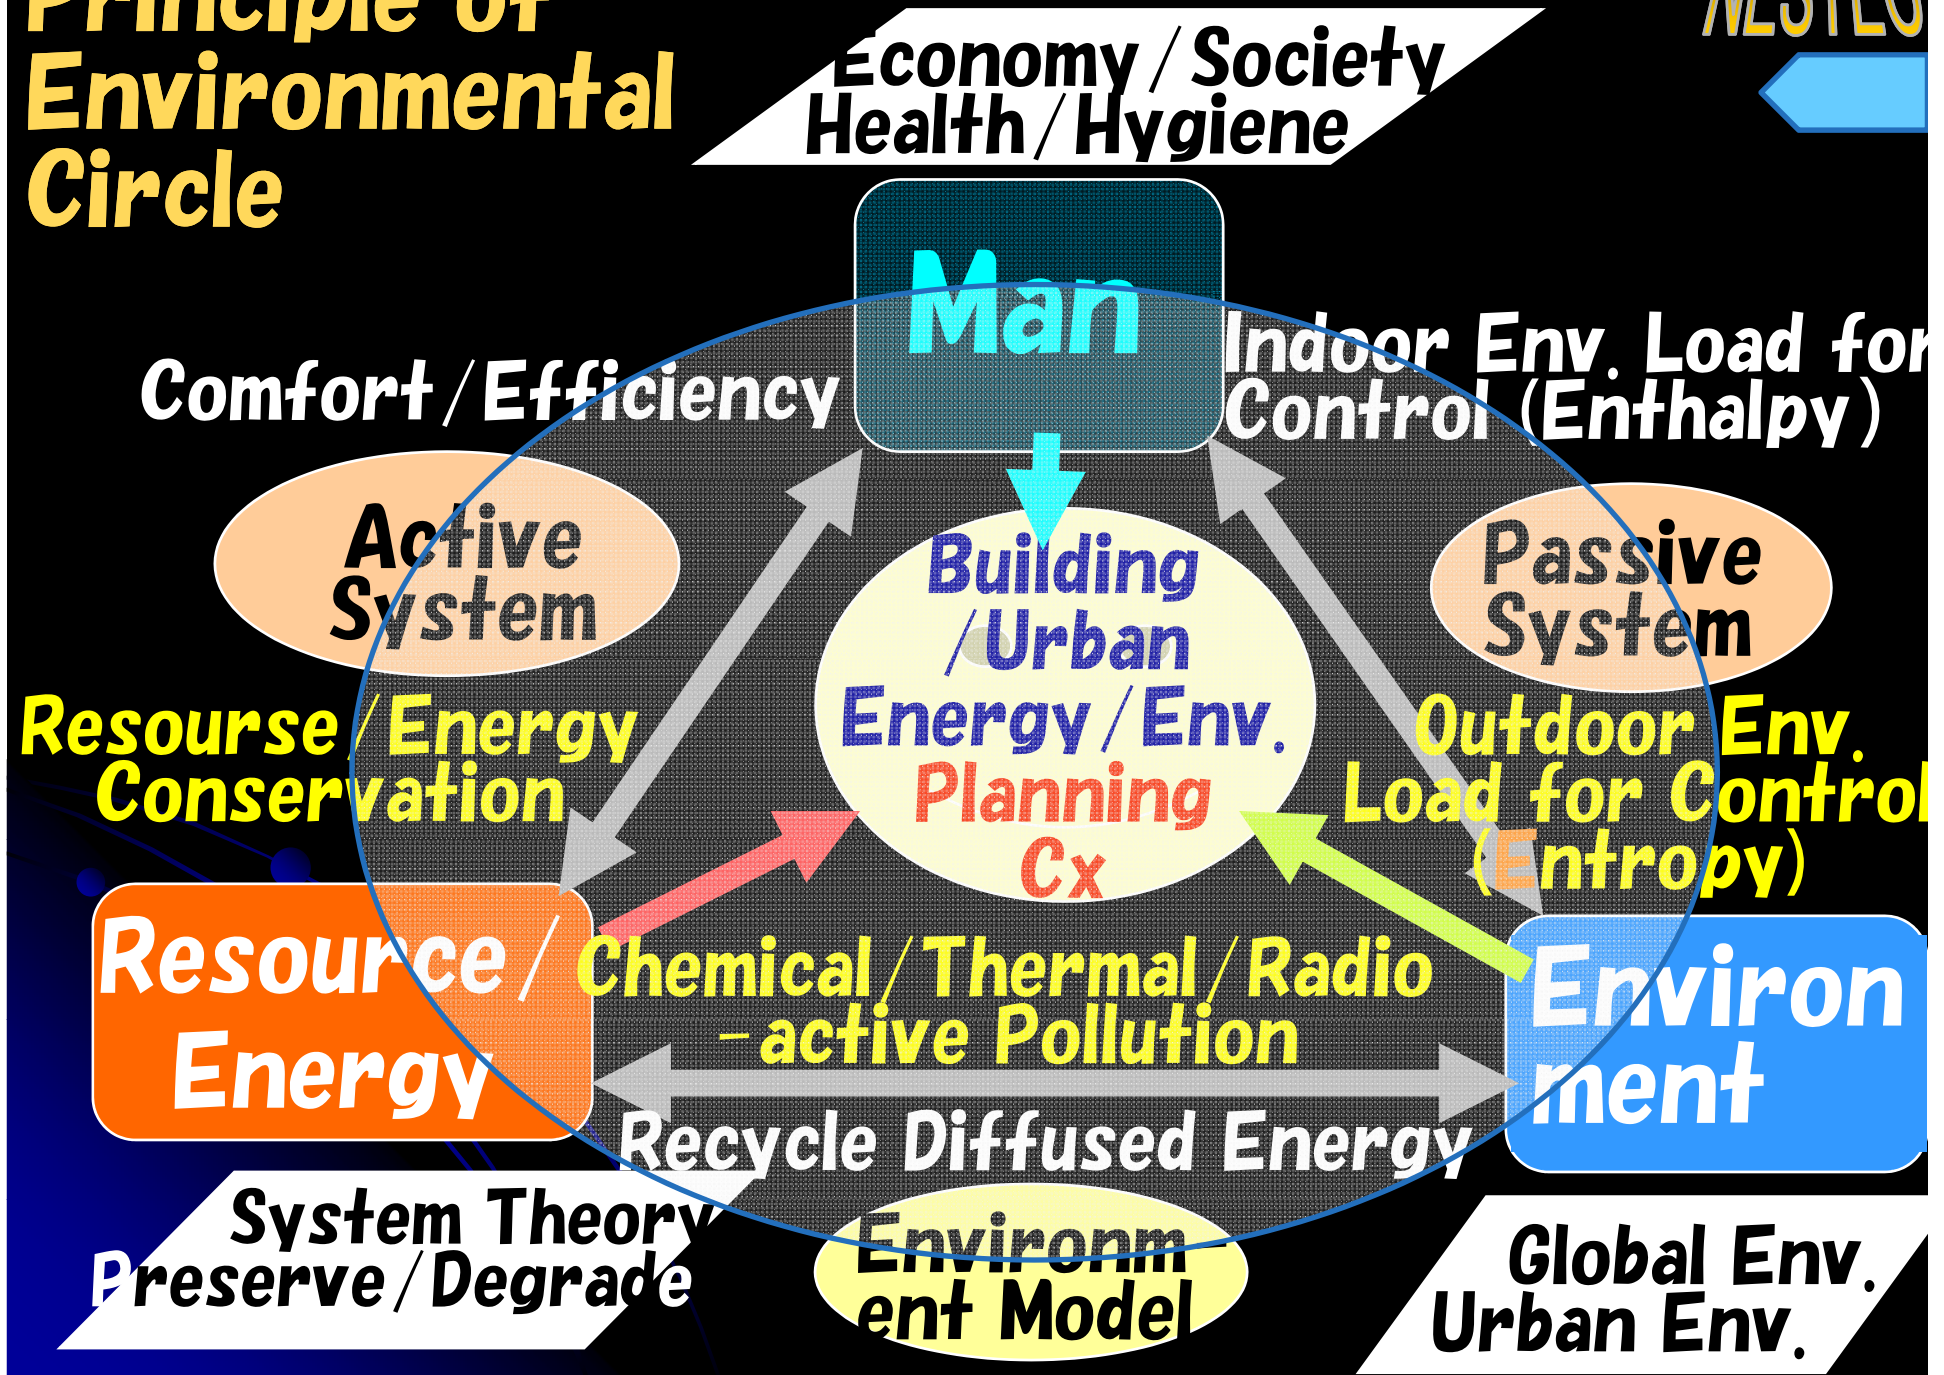 Principle of
Environmental
Circle
NESTEC
Economy/Society
Health/Hygiene
Man
Comfort/Efficiency
Indoor Env. Load for
Control (Enthalpy)
Active
System
Passive
System
Building
/Urban
Energy/Env.
Planning
Cx
Resourse/Energy
Conservation
Outdoor Env.
Load for Control
(Entropy)
Resource/
Energy
Chemical/Thermal/Radio
-active Pollution
Environ
ment
Recycle Diffused Energy
System Theory
Preserve/Degrade
Environm-
ent Model
Global Env.
Urban Env.